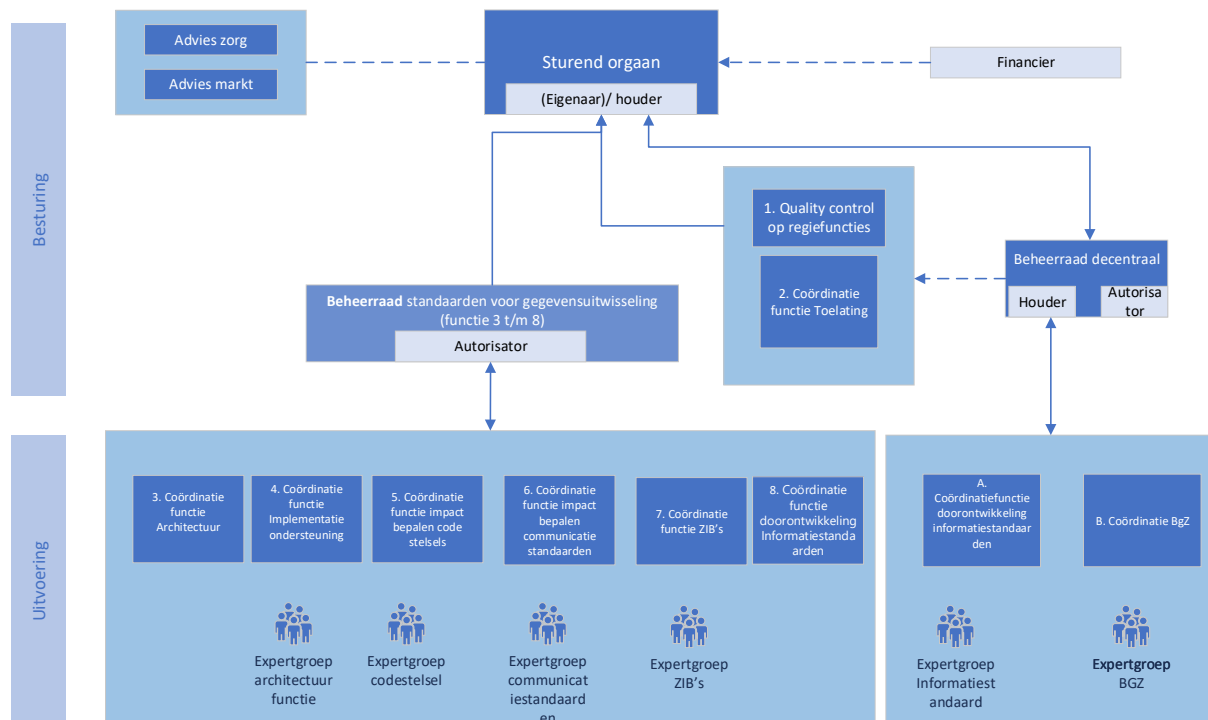 Besturing
Advies zorg
Advies markt
Sturend orgaan
(Eigenaar)/ houder
Financier
1. Quality control
op regiefuncties
2. Coördinatie
functie Toelating
Beheerraad decentraal
Houder
Autorisa
tor
Beheerraad standaarden voor gegevensuitwisseling
(functie 3 t/m 8)
Autorisator
Uitvoering
3. Coördinatie
functie
Architectuur
4. Coördinatie
functie
Implementatie
ondersteuning
5. Coördinatie
functie impact
bepalen code
stelsels
6. Coördinatie
functie impact
bepalen
communicatie
standaarden
7. Coördinatie
functie ZIB's
8. Coördinatie
functie
doorontwikkeling
Informatiestanda
arden
A.
Coördinatiefunctie
doorontwikkeling
informatiestandaar
den
B. Coördinatie BgZ
Expertgroep
architectuur
functie
Expertgroep
codestelsel
Expertgroep
communicat
iestandaard
en
Expertgroep
ZIB's
Expertgroep
Informatiest
andaard
Expertgroep
BGZ